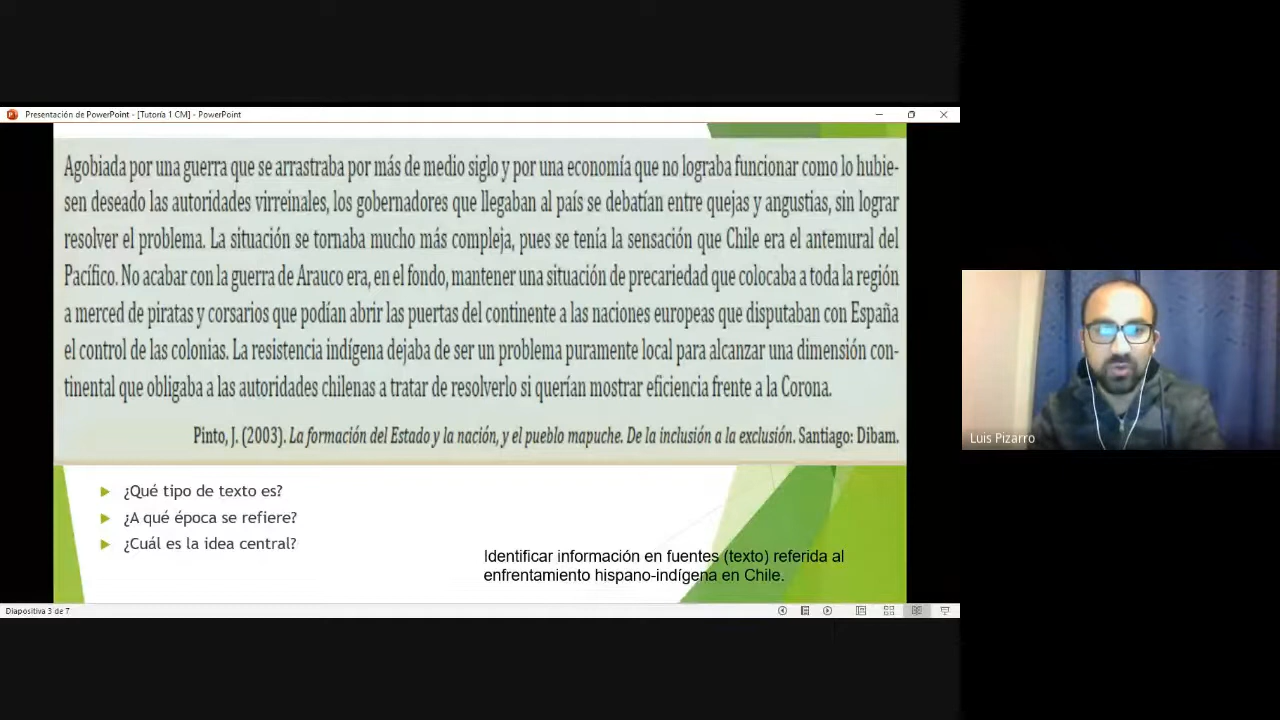 Presentación de PowerPoint - [Tutoría 1 CM] - PowerPoint
Agobiada por una guerra que se arrastraba por más de medio siglo y por una economía que no lograba funcionar como lo hubie-
sen deseado las autoridades virreinales, los gobernadores que llegaban al país se debatían entre quejas y angustias, sin lograr
resolver el problema. La situación se tornaba mucho más compleja, pues se tenía la sensación que Chile era el antemural del
Pacífico. No acabar con la guerra de Arauco era, en el fondo, mantener una situación de precariedad que colocaba a toda la región
a merced de piratas y corsarios que podían abrir las puertas del continente a las naciones europeas que disputaban con España
el control de las colonias. La resistencia indígena dejaba de ser un problema puramente local para alcanzar una dimensión con-
tinental que obligaba a las autoridades chilenas a tratar de resolverlo si querían mostrar eficiencia frente a la Corona.
Pinto, J. (2003). La formación del Estado y la nación, y el pueblo mapuche. De la inclusión a la exclusión. Santiago: Dibam.
¿Qué tipo de texto es?
¿A qué época se refiere?
¿Cuál es la idea central?
Identificar información en fuentes (texto) referida al
enfrentamiento hispano-indígena en Chile.
Diapositiva 3 de 7
Luis Pizarro